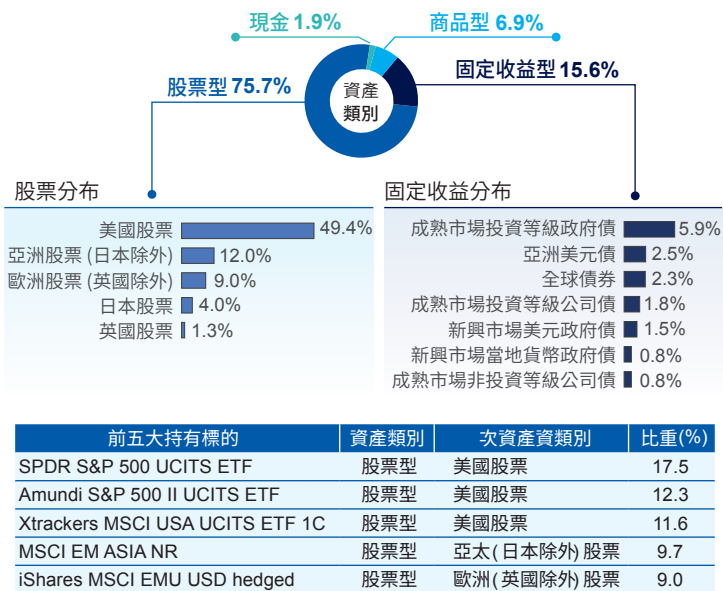 現金 1.9%
商品型 6.9%
固定收益型 15.6%
股票型 75.7%
資產
類別
股票分布
美國股票 49.4%
亞洲股票 (日本除外) 12.0%
歐洲股票 (英國除外) 9.0%
日本股票 4.0%
英國股票 1.3%
固定收益分布
成熟市場投資等級政府債 5.9%
亞洲美元債 2.5%
全球債券 2.3%
成熟市場投資等級公司債 1.8%
新興市場美元政府債 1.5%
新興市場當地貨幣政府債 0.8%
成熟市場非投資等級公司債 0.8%
前五大持有標的 資產類別 次資產資類別 比重(%)
SPDR S&P 500 UCITS ETF 股票型 美國股票 17.5
Amundi S&P 500 II UCITS ETF 股票型 美國股票 12.3
Xtrackers MSCI USA UCITS ETF 1C 股票型 美國股票 11.6
MSCI EM ASIA NR 股票型 亞太(日本除外)股票 9.7
iShares MSCI EMU USD hedged 股票型 歐洲(英國除外)股票 9.0